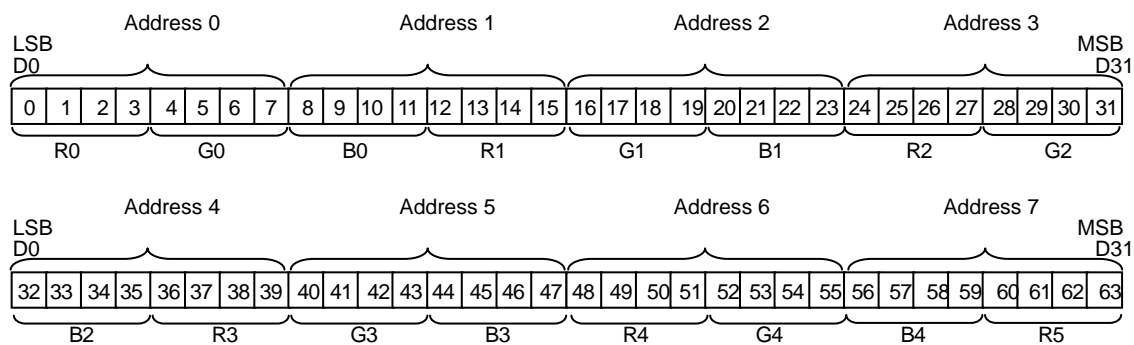 Address 0 Address 1 Address 2 Address 3
LSB MSB
D0 D31
0 1 2 3 4 5 6 7 8 9 10 11 12 13 14 15 16 17 18 19 20 21 22 23 24 25 26 27 28 29 30 31
R0 G0 B0 R1 G1 B1 R2 G2
Address 4 Address 5 Address 6 Address 7
LSB MSB
D0 D31
32 33 34 35 36 37 38 39 40 41 42 43 44 45 46 47 48 49 50 51 52 53 54 55 56 57 58 59 60 61 62 63
B2 R3 G3 B3 R4 G4 B4 R5